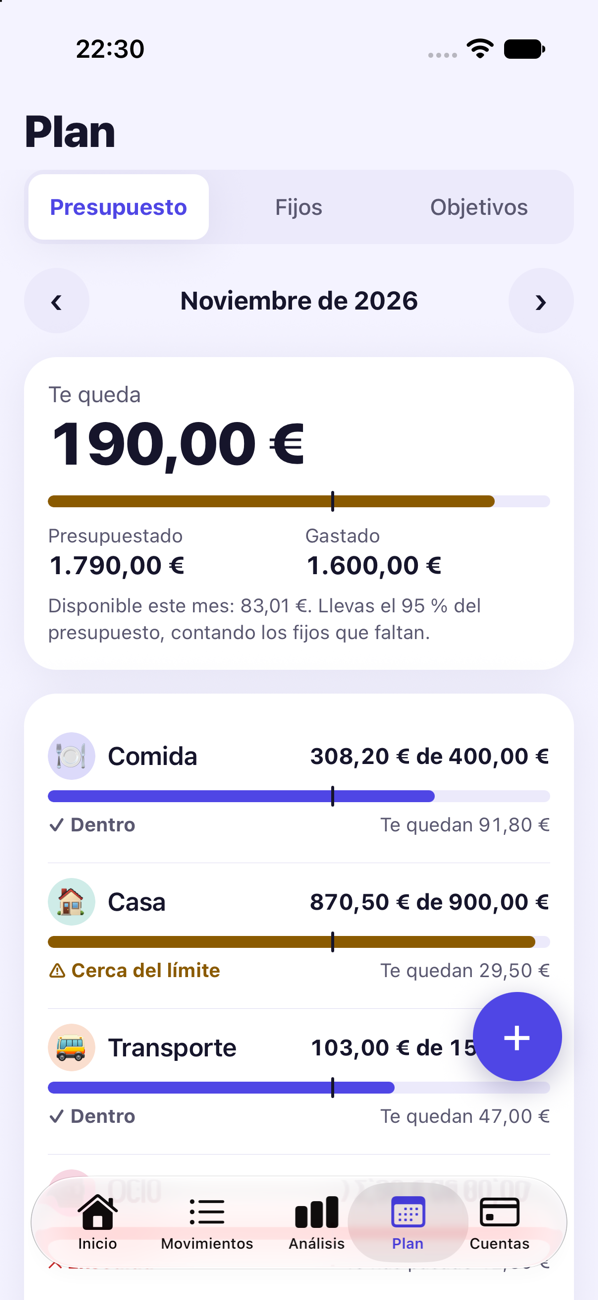 22:30
Plan
Presupuesto Fijos Objetivos
‹ Noviembre de 2026 ›
Te queda
190,00 €
Presupuestado Gastado
1.790,00 € 1.600,00 €
Disponible este mes: 83,01 €. Llevas el 95 % del
presupuesto, contando los fijos que faltan.
Comida 308,20 € de 400,00 €
✓ Dentro Te quedan 91,80 €
Casa 870,50 € de 900,00 €
⚠ Cerca del límite Te quedan 29,50 €
Transporte 103,00 € de 15
+
✓ Dentro Te quedan 47,00 €
Inicio Movimientos Análisis Plan Cuentas